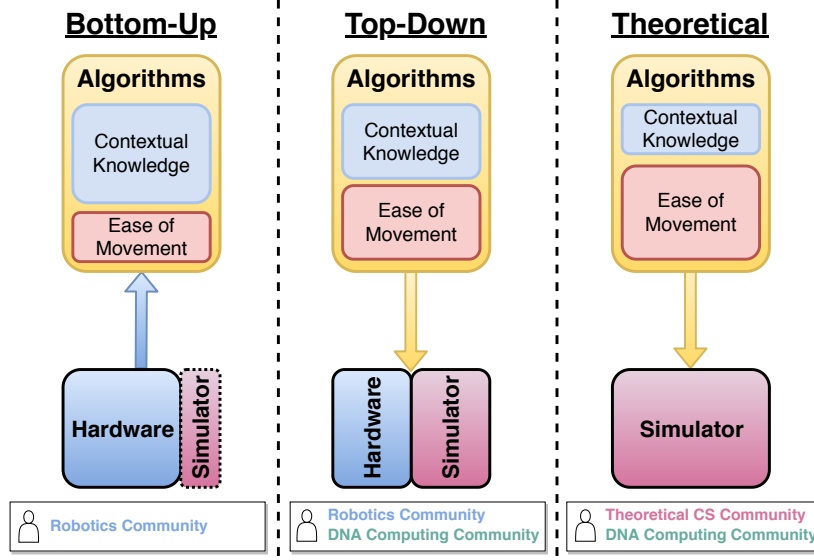 Bottom-Up
Algorithms
Contextual
Knowledge
Ease of
Movement
Hardware
Simulator
Robotics Community
Top-Down
Algorithms
Contextual
Knowledge
Ease of
Movement
Hardware
Simulator
Robotics Community
DNA Computing Community
Theoretical
Algorithms
Contextual
Knowledge
Ease of
Movement
Simulator
Theoretical CS Community
DNA Computing Community